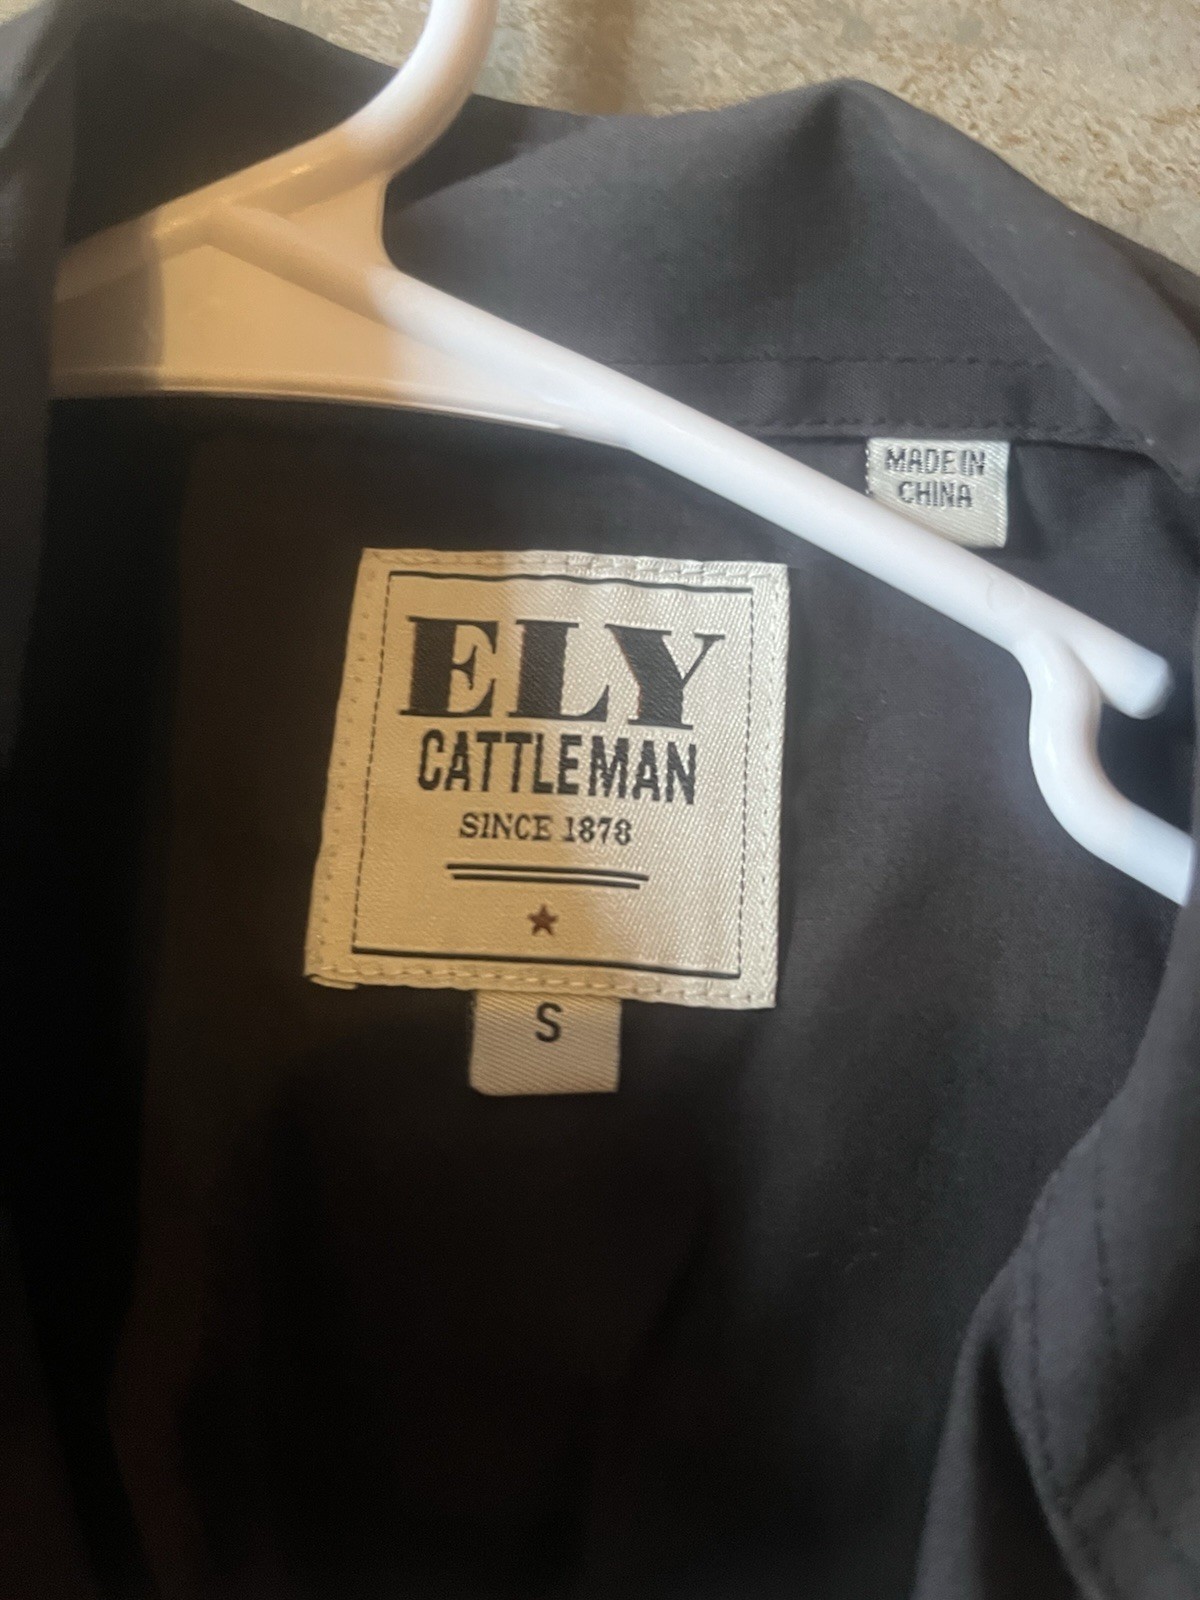 MADE IN
CHINA
ELY
CATTLEMAN
SINCE 1878
S